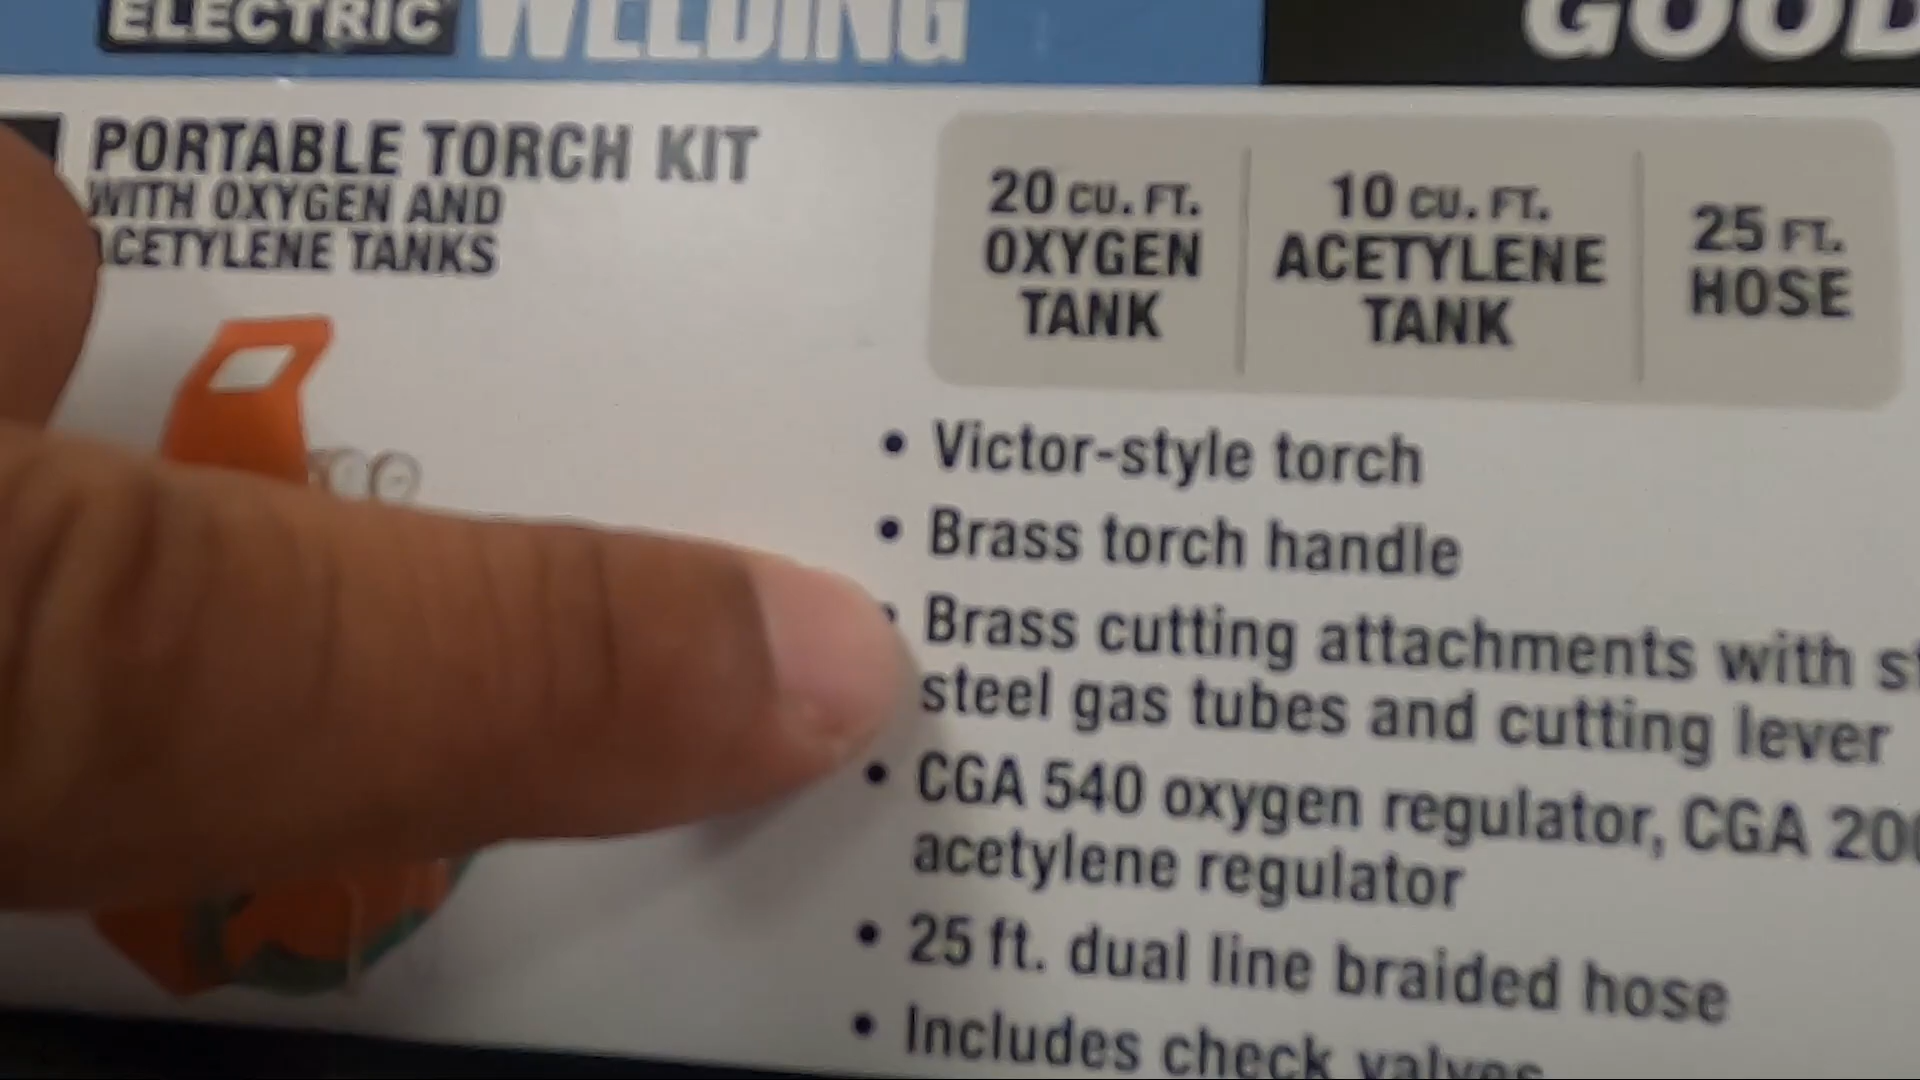 ELECTRIC WELDING
GOOD
PORTABLE TORCH KIT
WITH OXYGEN AND
ACETYLENE TANKS
20 CU. FT.
OXYGEN
TANK
10 CU. FT.
ACETYLENE
TANK
25 FT.
HOSE
• Victor-style torch
• Brass torch handle
• Brass cutting attachments with
steel gas tubes and cutting lever
• CGA 540 oxygen regulator, CGA 200
acetylene regulator
• 25 ft. dual line braided hose
• Includes check valves